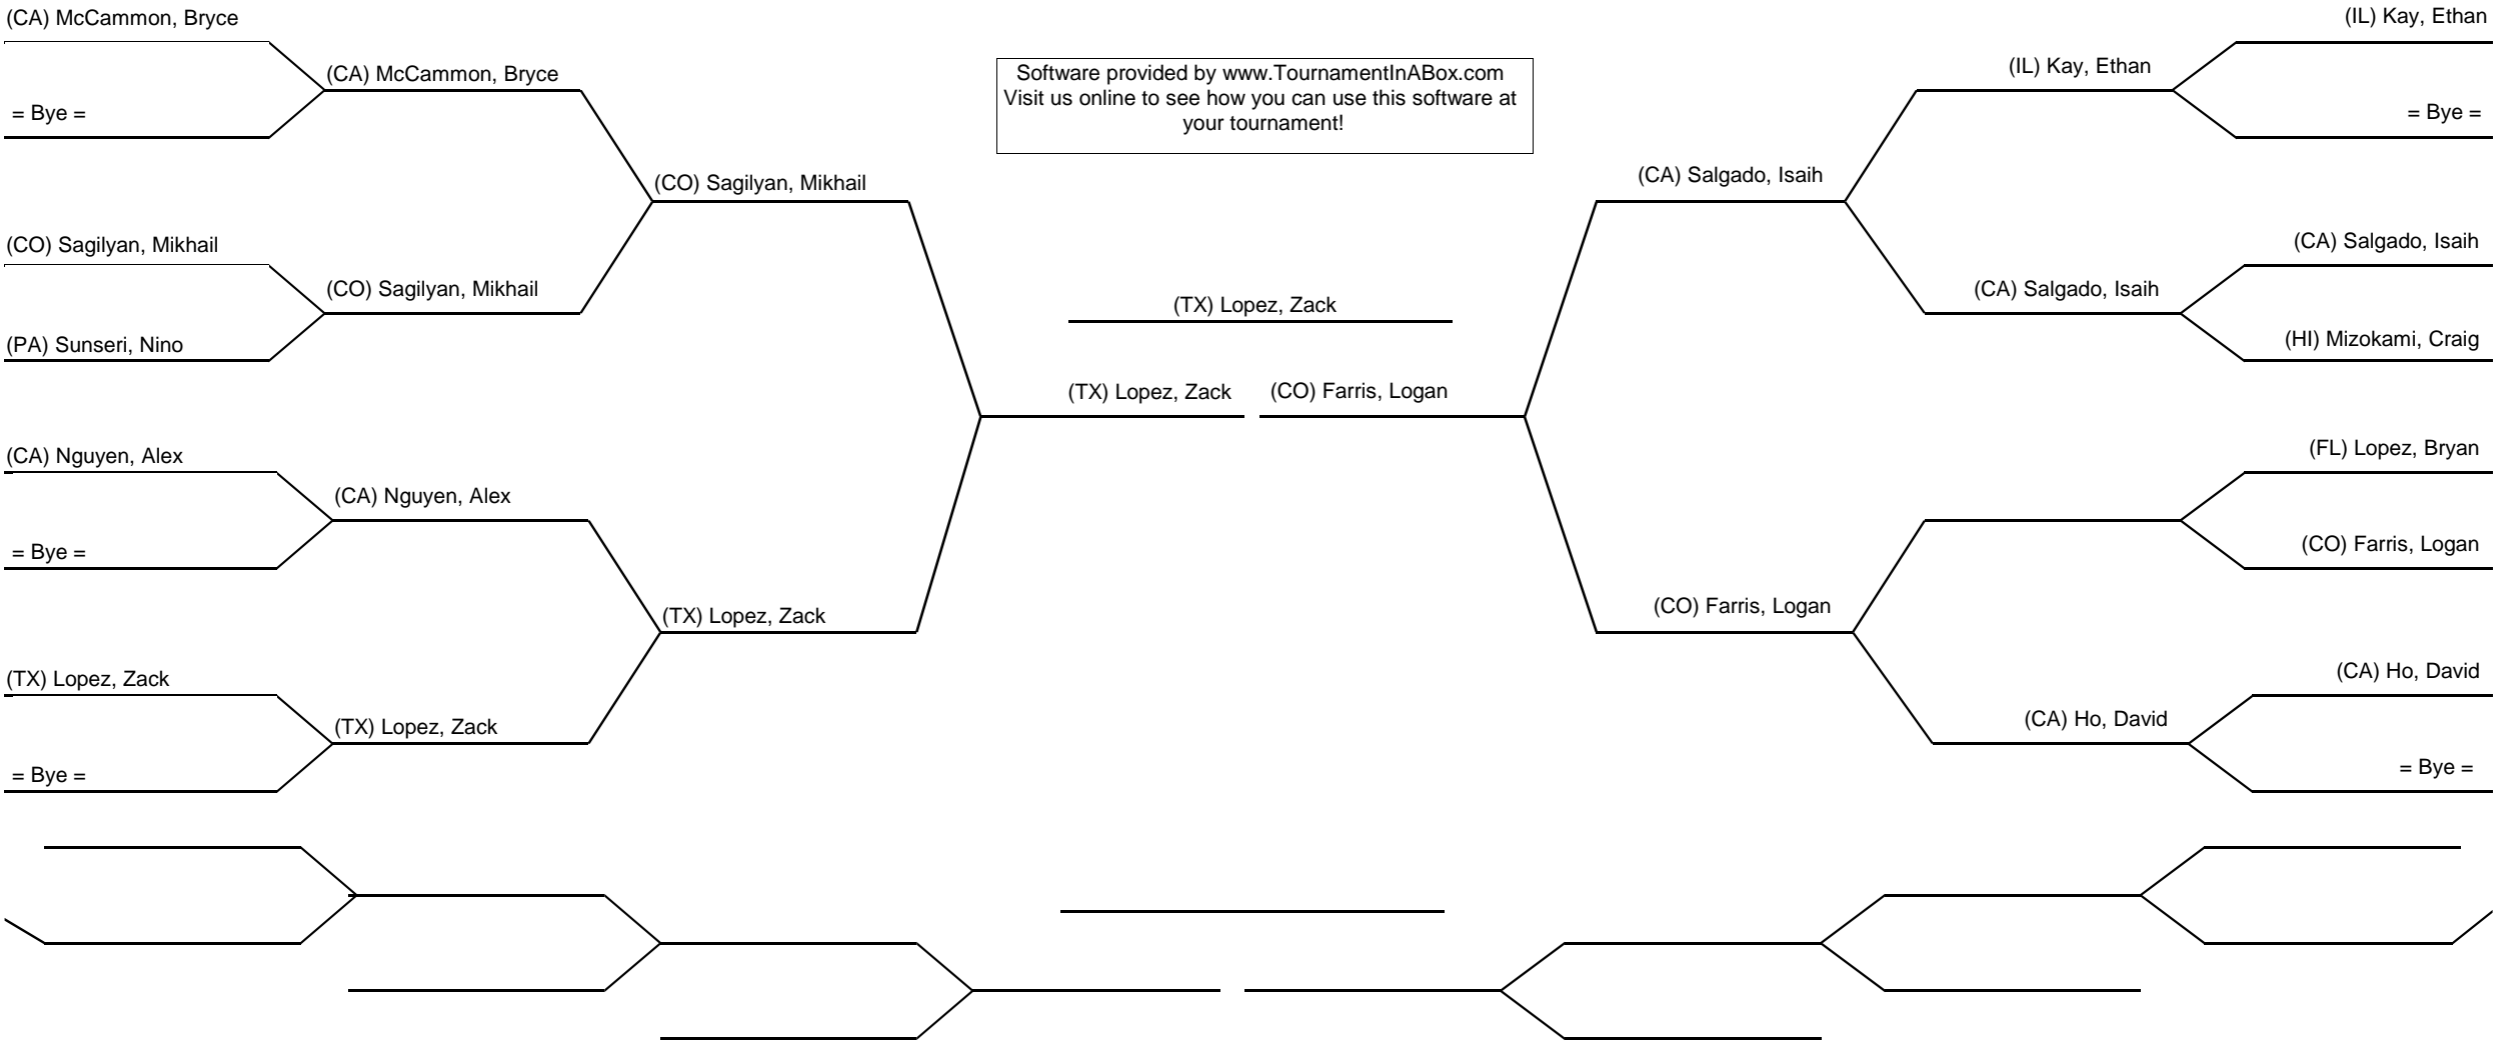 (CA) McCammon, Bryce
= Bye =
(CO) Sagilyan, Mikhail
(PA) Sunseri, Nino
(CA) Nguyen, Alex
= Bye =
(TX) Lopez, Zack
= Bye =
(CA) McCammon, Bryce
(CO) Sagilyan, Mikhail
(CA) Nguyen, Alex
(TX) Lopez, Zack
(CO) Sagilyan, Mikhail
(TX) Lopez, Zack
Software provided by www.TournamentInABox.com
Visit us online to see how you can use this software at
your tournament!
(TX) Lopez, Zack
(TX) Lopez, Zack
(CO) Farris, Logan
(CA) Salgado, Isaih
(CO) Farris, Logan
(IL) Kay, Ethan
(CA) Salgado, Isaih
(CA) Ho, David
(IL) Kay, Ethan
= Bye =
(CA) Salgado, Isaih
(HI) Mizokami, Craig
(FL) Lopez, Bryan
(CO) Farris, Logan
(CA) Ho, David
= Bye =